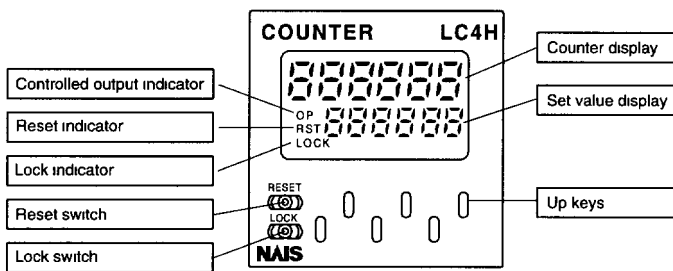 COUNTER LC4H
Counter display
Controlled output indicator
OP
Set value display
Reset indicator
RST
LOCK
Lock indicator
RESET
Up keys
Reset switch
LOCK
Lock switch
NAIS